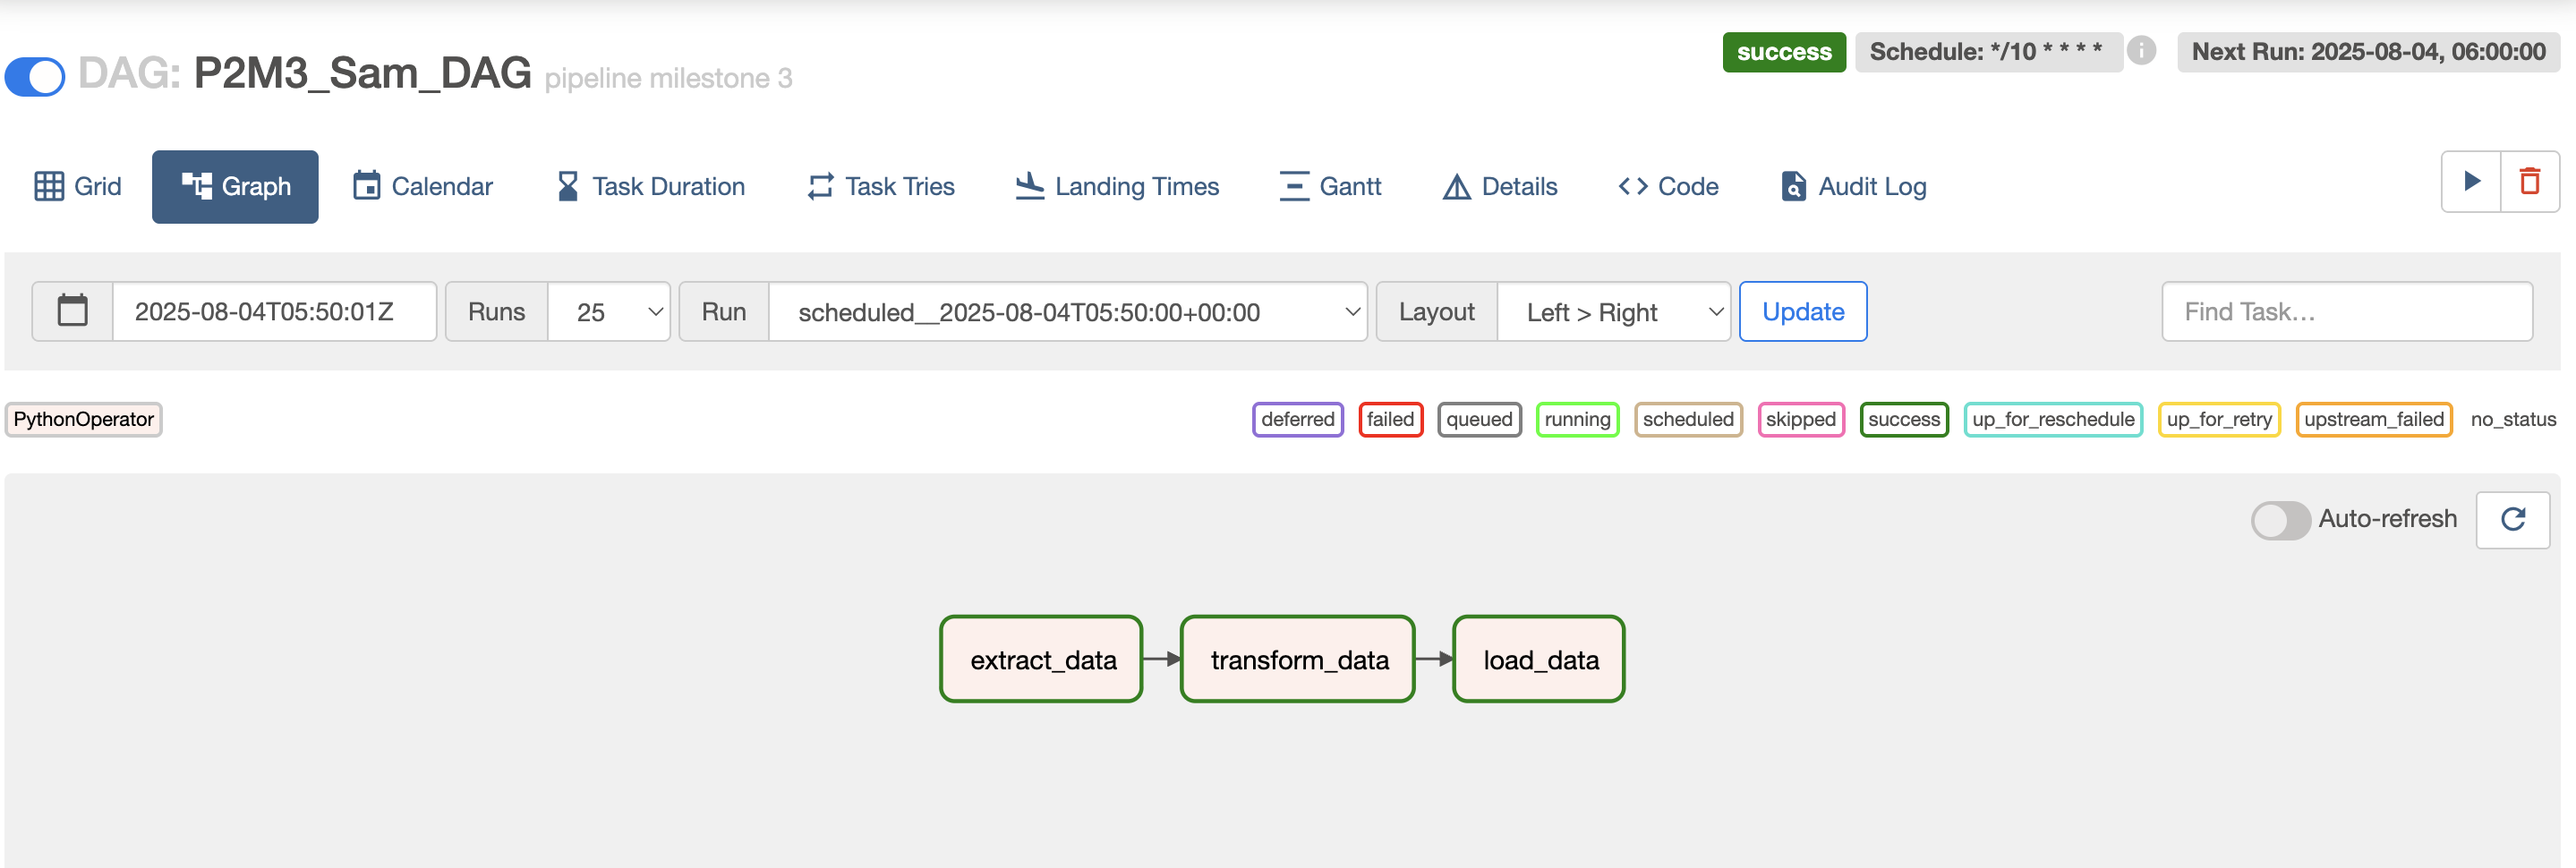 DAG: P2M3_Sam_DAG pipeline milestone 3
success Schedule: */10 * * * * Next Run: 2025-08-04, 06:00:00
Grid Graph Calendar Task Duration Task Tries Landing Times Gantt Details Code Audit Log
2025-08-04T05:50:01Z Runs 25 Run scheduled__2025-08-04T05:50:00+00:00 Layout Left > Right Update Find Task…
PythonOperator deferred failed queued running scheduled skipped success up_for_reschedule up_for_retry upstream_failed no_status
Auto-refresh
extract_data transform_data load_data